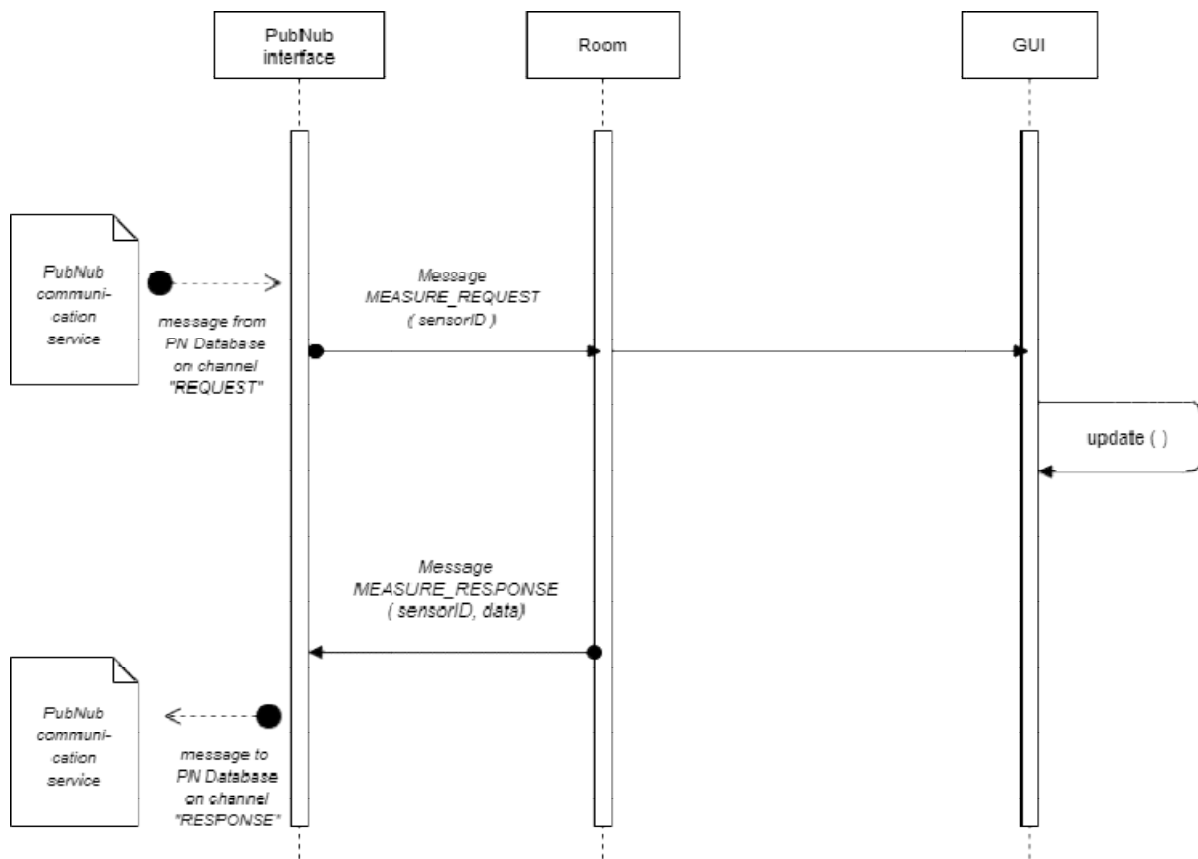 PubNub
interface
Room
GUI
PubNub
communi-
cation
service
message from
PN Database
on channel
"REQUEST"
Message
MEASURE_REQUEST
( sensorID )
update ( )
Message
MEASURE_RESPONSE
( sensorID, data)
PubNub
communi-
cation
service
message to
PN Database
on channel
"RESPONSE"